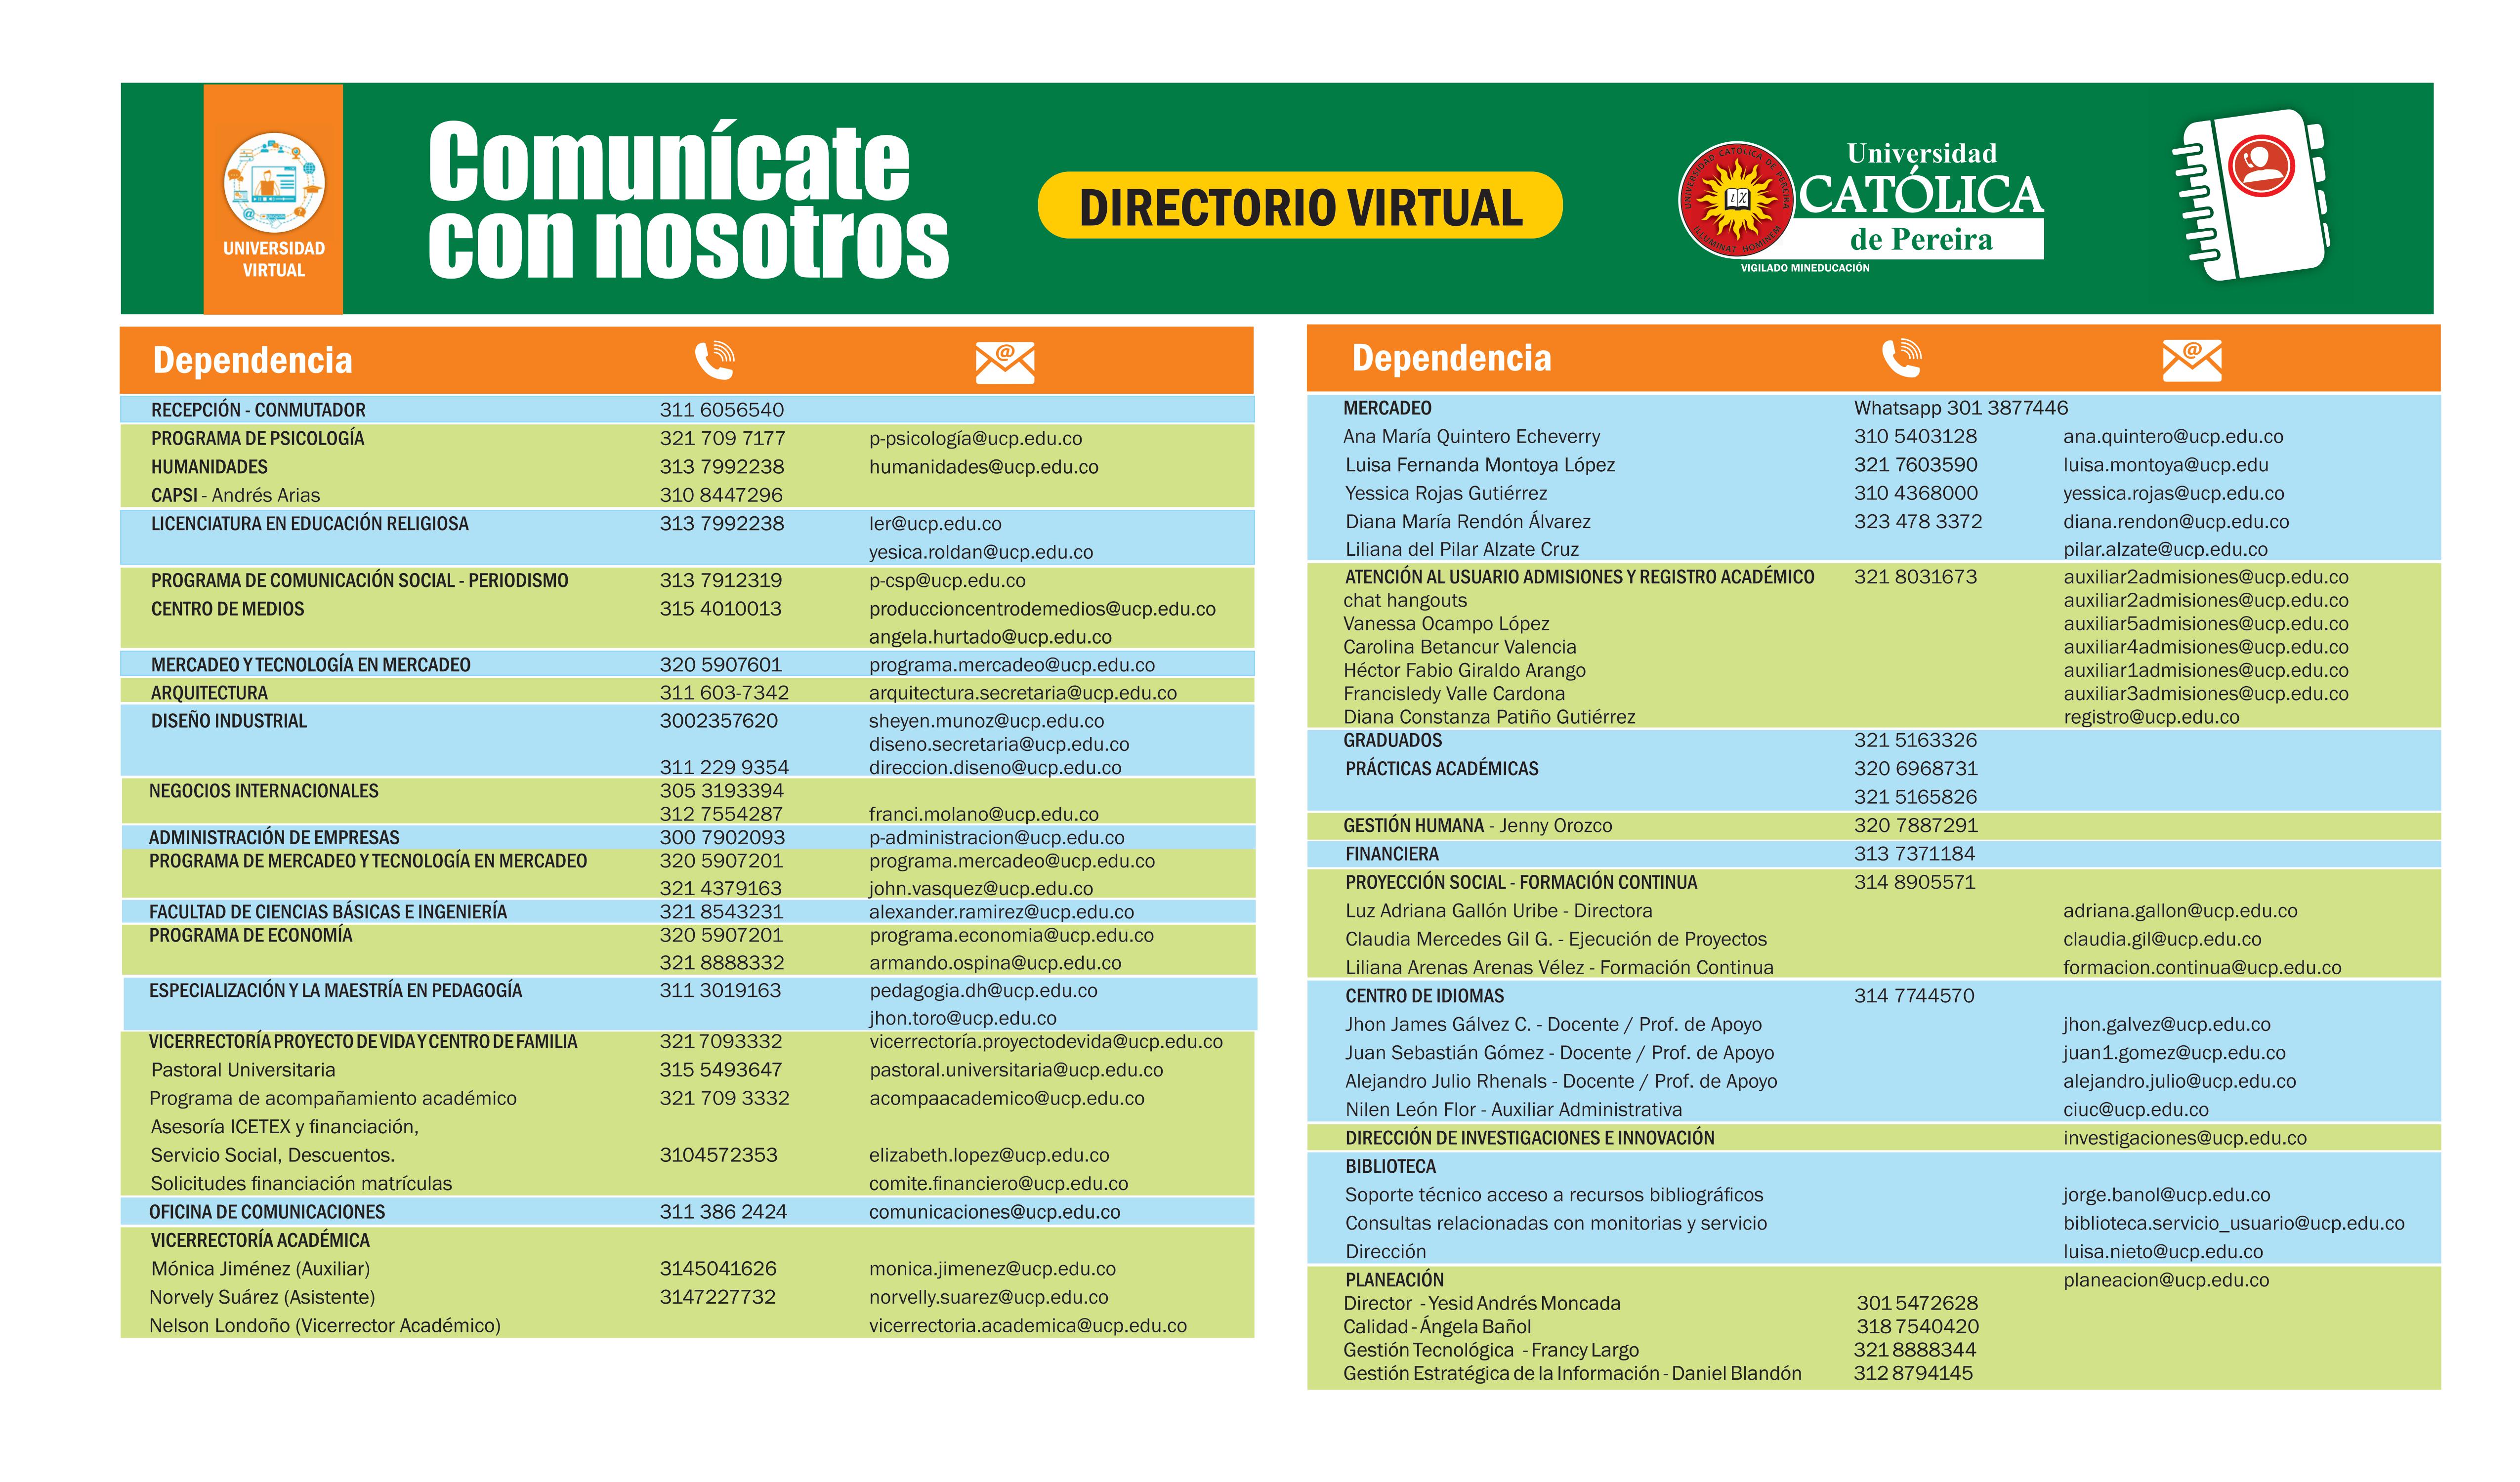 UNIVERSIDAD
VIRTUAL
Comunícate
con nosotros
DIRECTORIO VIRTUAL
UNIVERSIDAD CATÓLICA DE PEREIRA
ILLUMINAT HOMINEM
Universidad
CATÓLICA
de Pereira
VIGILADO MINEDUCACIÓN
Dependencia
RECEPCIÓN - CONMUTADOR 311 6056540
PROGRAMA DE PSICOLOGÍA 321 709 7177 p-psicología@ucp.edu.co
HUMANIDADES 313 7992238 humanidades@ucp.edu.co
CAPSI - Andrés Arias 310 8447296
LICENCIATURA EN EDUCACIÓN RELIGIOSA 313 7992238 ler@ucp.edu.co
yesica.roldan@ucp.edu.co
PROGRAMA DE COMUNICACIÓN SOCIAL - PERIODISMO 313 7912319 p-csp@ucp.edu.co
CENTRO DE MEDIOS 315 4010013 produccioncentrodemedios@ucp.edu.co
angela.hurtado@ucp.edu.co
MERCADEO Y TECNOLOGÍA EN MERCADEO 320 5907601 programa.mercadeo@ucp.edu.co
ARQUITECTURA 311 603-7342 arquitectura.secretaria@ucp.edu.co
DISEÑO INDUSTRIAL 3002357620 sheyen.munoz@ucp.edu.co
diseno.secretaria@ucp.edu.co
311 229 9354 direccion.diseno@ucp.edu.co
NEGOCIOS INTERNACIONALES 305 3193394
312 7554287 franci.molano@ucp.edu.co
ADMINISTRACIÓN DE EMPRESAS 300 7902093 p-administracion@ucp.edu.co
PROGRAMA DE MERCADEO Y TECNOLOGÍA EN MERCADEO 320 5907201 programa.mercadeo@ucp.edu.co
321 4379163 john.vasquez@ucp.edu.co
FACULTAD DE CIENCIAS BÁSICAS E INGENIERÍA 321 8543231 alexander.ramirez@ucp.edu.co
PROGRAMA DE ECONOMÍA 320 5907201 programa.economia@ucp.edu.co
321 8888332 armando.ospina@ucp.edu.co
ESPECIALIZACIÓN Y LA MAESTRÍA EN PEDAGOGÍA 311 3019163 pedagogia.dh@ucp.edu.co
jhon.toro@ucp.edu.co
VICERRECTORÍA PROYECTO DE VIDA Y CENTRO DE FAMILIA 321 7093332 vicerrectoría.proyectodevida@ucp.edu.co
Pastoral Universitaria 315 5493647 pastoral.universitaria@ucp.edu.co
Programa de acompañamiento académico 321 709 3332 acompaacademico@ucp.edu.co
Asesoría ICETEX y financiación,
Servicio Social, Descuentos. 3104572353 elizabeth.lopez@ucp.edu.co
Solicitudes financiación matrículas comite.financiero@ucp.edu.co
OFICINA DE COMUNICACIONES 311 386 2424 comunicaciones@ucp.edu.co
VICERRECTORÍA ACADÉMICA
Mónica Jiménez (Auxiliar) 3145041626 monica.jimenez@ucp.edu.co
Norvely Suárez (Asistente) 3147227732 norvelly.suarez@ucp.edu.co
Nelson Londoño (Vicerrector Académico) vicerrectoria.academica@ucp.edu.co
Dependencia
MERCADEO Whatsapp 301 3877446
Ana María Quintero Echeverry 310 5403128 ana.quintero@ucp.edu.co
Luisa Fernanda Montoya López 321 7603590 luisa.montoya@ucp.edu
Yessica Rojas Gutiérrez 310 4368000 yessica.rojas@ucp.edu.co
Diana María Rendón Álvarez 323 478 3372 diana.rendon@ucp.edu.co
Liliana del Pilar Alzate Cruz pilar.alzate@ucp.edu.co
ATENCIÓN AL USUARIO ADMISIONES Y REGISTRO ACADÉMICO 321 8031673 auxiliar2admisiones@ucp.edu.co
chat hangouts auxiliar2admisiones@ucp.edu.co
Vanessa Ocampo López auxiliar5admisiones@ucp.edu.co
Carolina Betancur Valencia auxiliar4admisiones@ucp.edu.co
Héctor Fabio Giraldo Arango auxiliar1admisiones@ucp.edu.co
Francisledy Valle Cardona auxiliar3admisiones@ucp.edu.co
Diana Constanza Patiño Gutiérrez registro@ucp.edu.co
GRADUADOS 321 5163326
PRÁCTICAS ACADÉMICAS 320 6968731
321 5165826
GESTIÓN HUMANA - Jenny Orozco 320 7887291
FINANCIERA 313 7371184
PROYECCIÓN SOCIAL - FORMACIÓN CONTINUA 314 8905571
Luz Adriana Gallón Uribe - Directora adriana.gallon@ucp.edu.co
Claudia Mercedes Gil G. - Ejecución de Proyectos claudia.gil@ucp.edu.co
Liliana Arenas Arenas Vélez - Formación Continua formacion.continua@ucp.edu.co
CENTRO DE IDIOMAS 314 7744570
Jhon James Gálvez C. - Docente / Prof. de Apoyo jhon.galvez@ucp.edu.co
Juan Sebastián Gómez - Docente / Prof. de Apoyo juan1.gomez@ucp.edu.co
Alejandro Julio Rhenals - Docente / Prof. de Apoyo alejandro.julio@ucp.edu.co
Nilen León Flor - Auxiliar Administrativa ciuc@ucp.edu.co
DIRECCIÓN DE INVESTIGACIONES E INNOVACIÓN investigaciones@ucp.edu.co
BIBLIOTECA
Soporte técnico acceso a recursos bibliográficos jorge.banol@ucp.edu.co
Consultas relacionadas con monitorias y servicio biblioteca.servicio_usuario@ucp.edu.co
Dirección luisa.nieto@ucp.edu.co
PLANEACIÓN planeacion@ucp.edu.co
Director - Yesid Andrés Moncada 301 5472628
Calidad - Ángela Bañol 318 7540420
Gestión Tecnológica - Francy Largo 321 8888344
Gestión Estratégica de la Información - Daniel Blandón 312 8794145